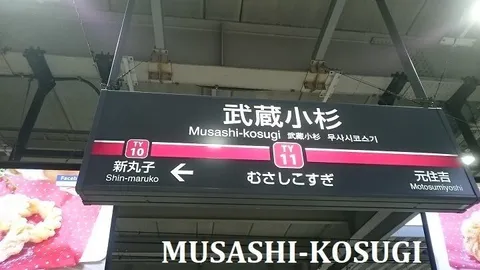 武蔵小杉
Musashi-kosugi 武蔵小杉 무사시코스기
TY
10
TY
11
新丸子
Shin-maruko
←
むさしこすぎ
元住吉
Motosumiyoshi
MUSASHI-KOSUGI